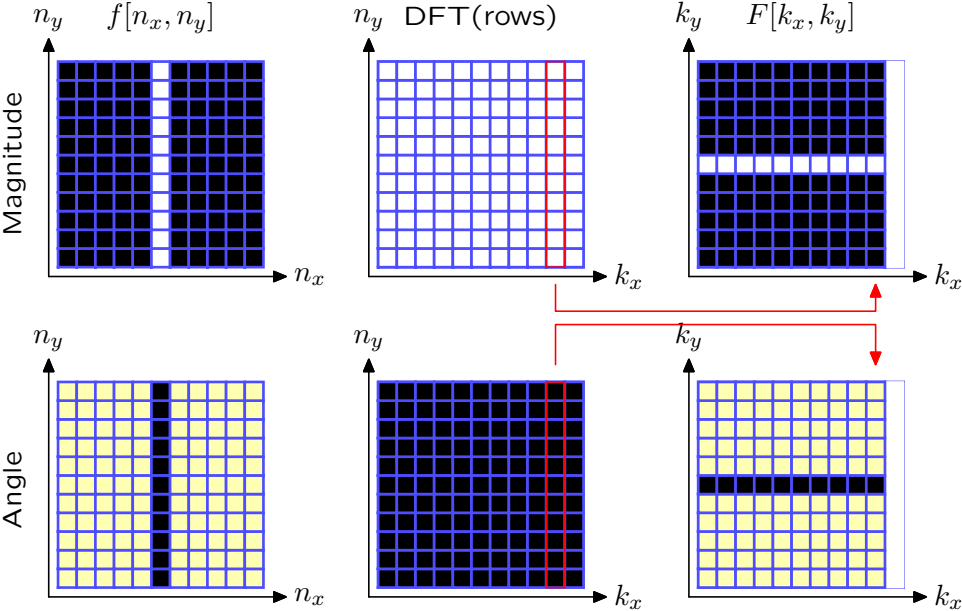 n_y f[n_x, n_y] n_y DFT(rows) k_y F[k_x, k_y]
Magnitude
n_x k_x k_x
n_y n_y k_y
Angle
n_x k_x k_x